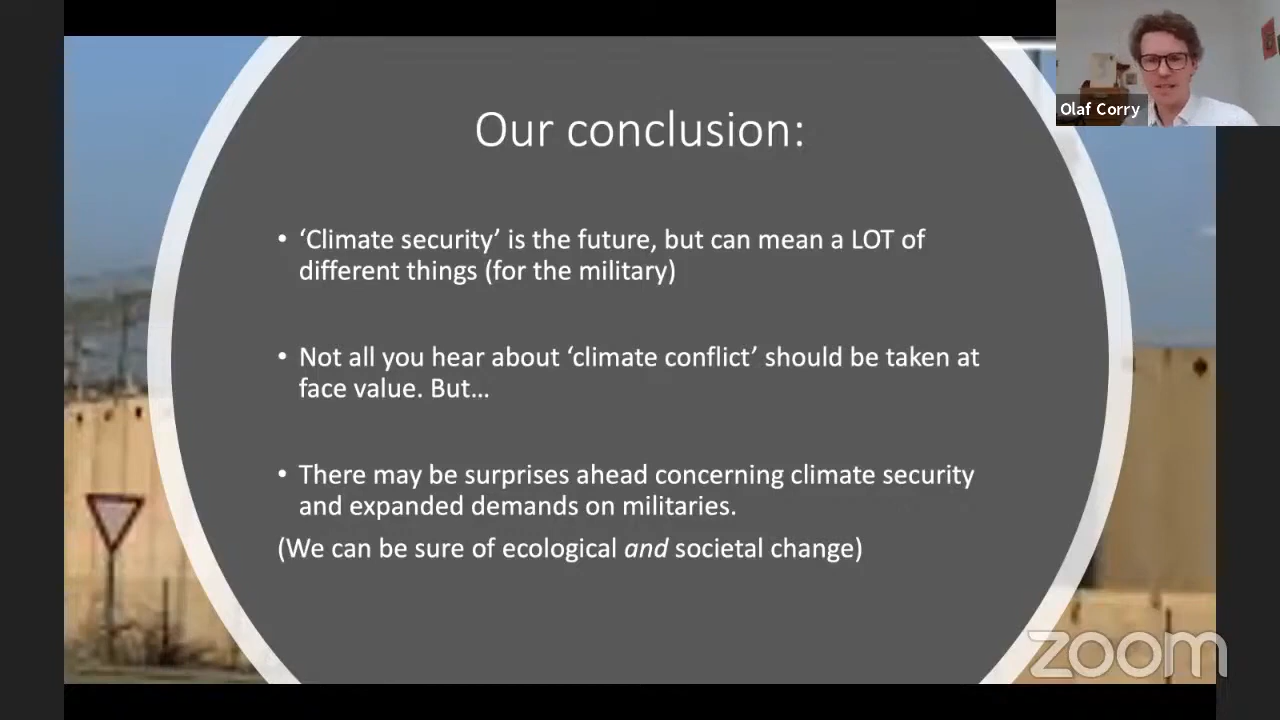 Olaf Corry
Our conclusion:
• ‘Climate security’ is the future, but can mean a LOT of
different things (for the military)
• Not all you hear about ‘climate conflict’ should be taken at
face value. But…
• There may be surprises ahead concerning climate security
and expanded demands on militaries.
(We can be sure of ecological and societal change)
zoom